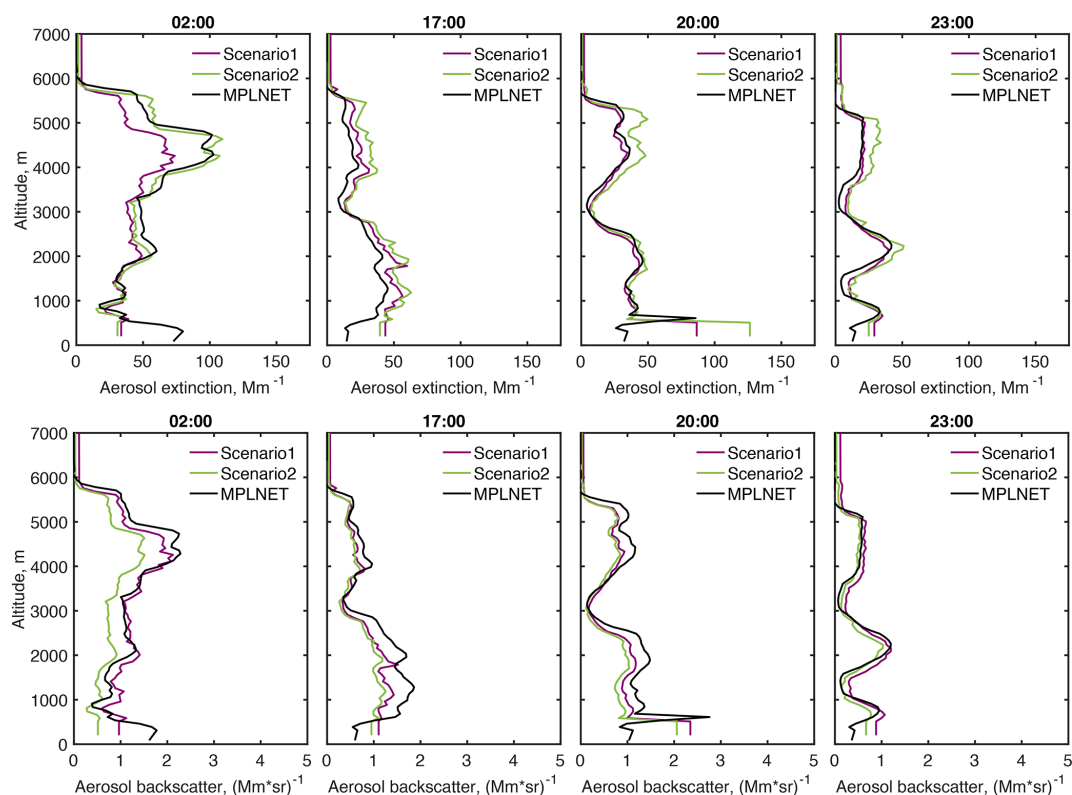 02:00 17:00 20:00 23:00
7000
6000
5000
4000
3000
2000
1000
0
Altitude, m
Scenario1 Scenario1 Scenario1 Scenario1
Scenario2 Scenario2 Scenario2 Scenario2
MPLNET MPLNET MPLNET MPLNET
0 50 100 150 0 50 100 150 0 50 100 150 0 50 100 150
Aerosol extinction, Mm-1 Aerosol extinction, Mm-1 Aerosol extinction, Mm-1 Aerosol extinction, Mm-1
02:00 17:00 20:00 23:00
7000
6000
5000
4000
3000
2000
1000
0
Altitude, m
Scenario1 Scenario1 Scenario1 Scenario1
Scenario2 Scenario2 Scenario2 Scenario2
MPLNET MPLNET MPLNET MPLNET
0 1 2 3 4 5 0 1 2 3 4 5 0 1 2 3 4 5 0 1 2 3 4 5
Aerosol backscatter, (Mm*sr)-1 Aerosol backscatter, (Mm*sr)-1 Aerosol backscatter, (Mm*sr)-1 Aerosol backscatter, (Mm*sr)-1